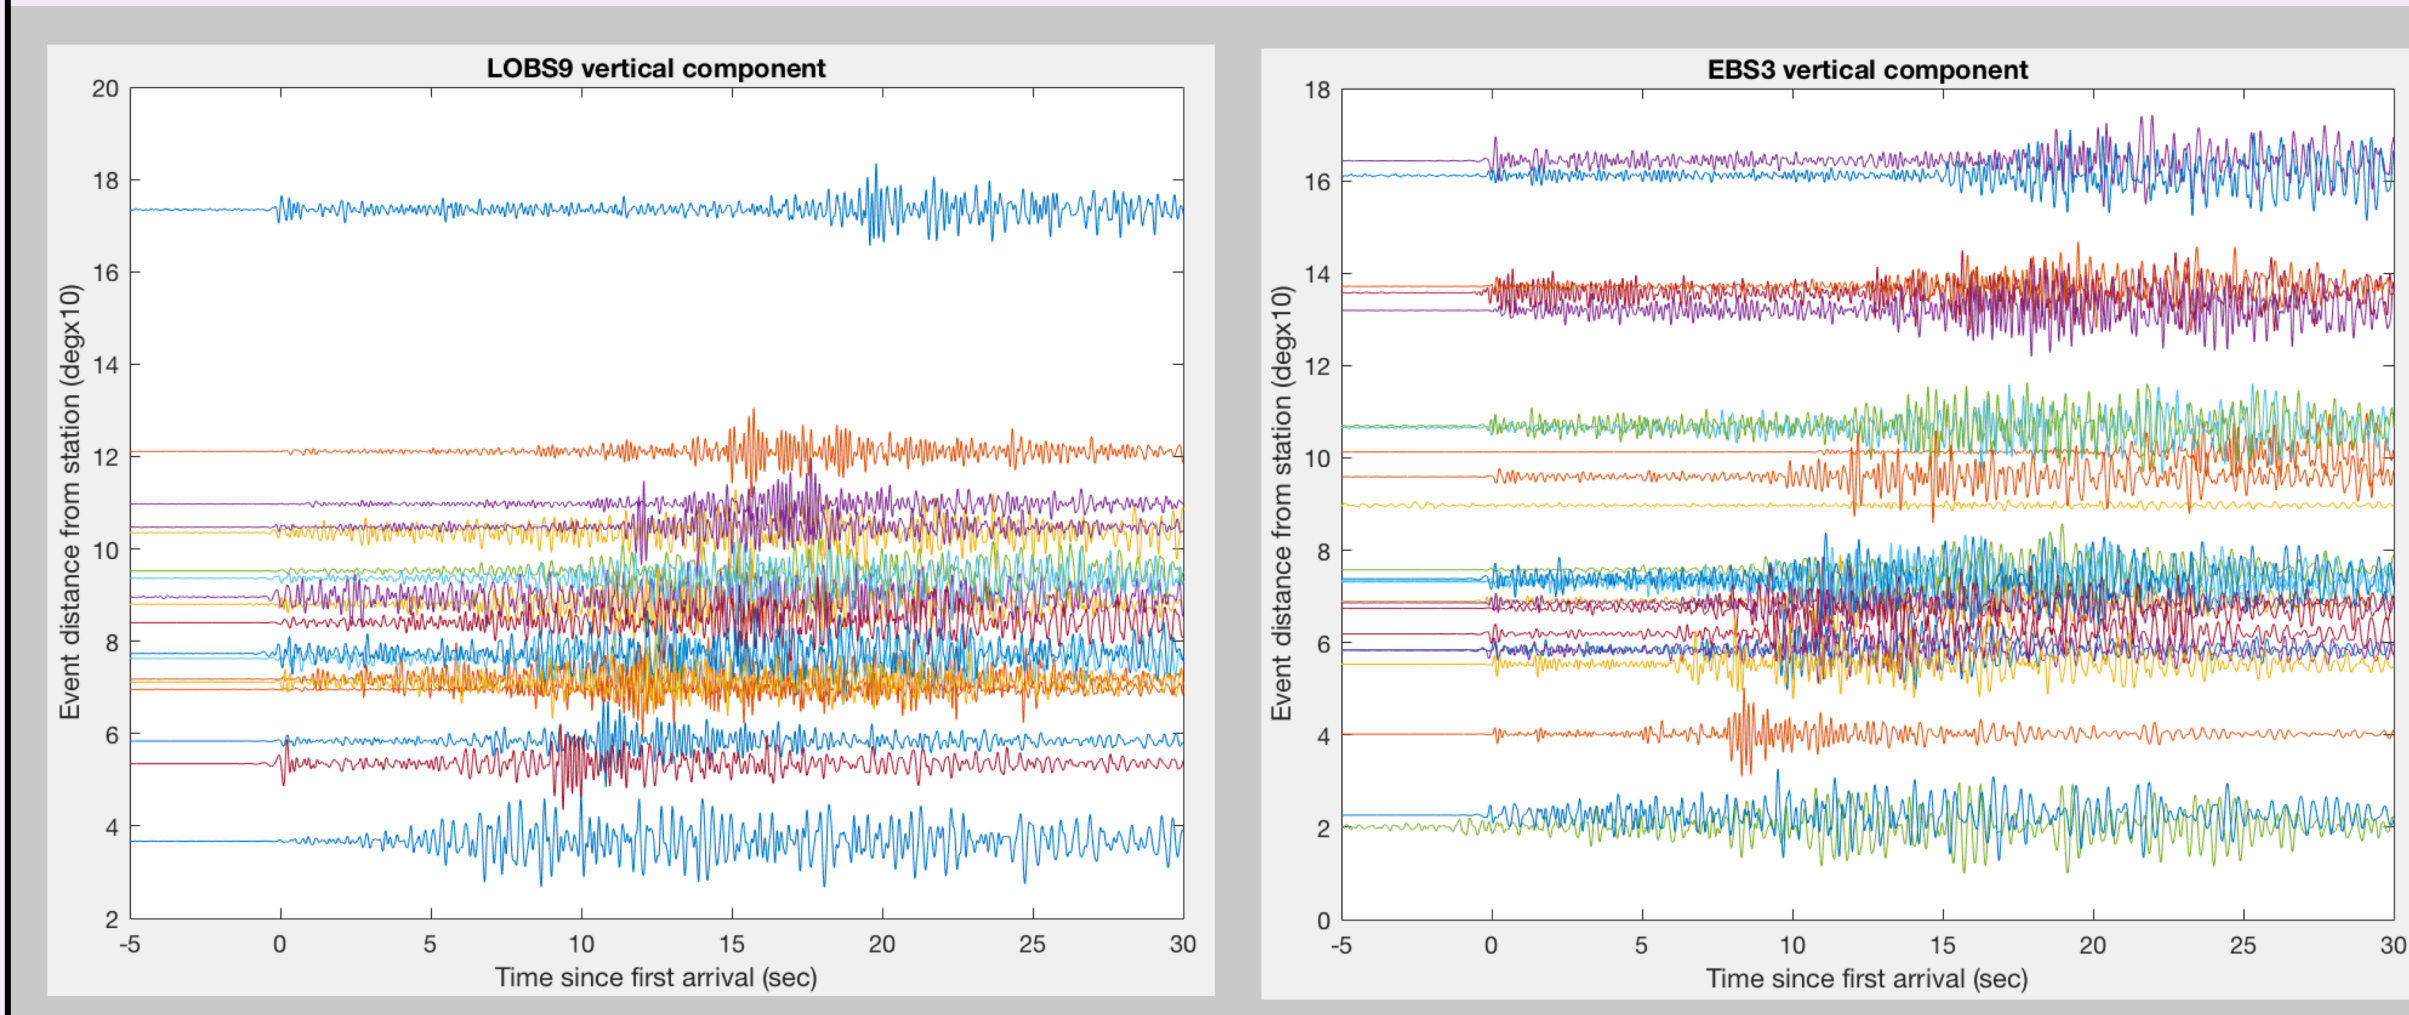 LOBS9 vertical component
20
18
16
14
12
10
8
6
4
2
Event distance from station (degx10)
-5 0 5 10 15 20 25 30
Time since first arrival (sec)
EBS3 vertical component
18
16
14
12
10
8
6
4
2
0
Event distance from station (degx10)
-5 0 5 10 15 20 25 30
Time since first arrival (sec)